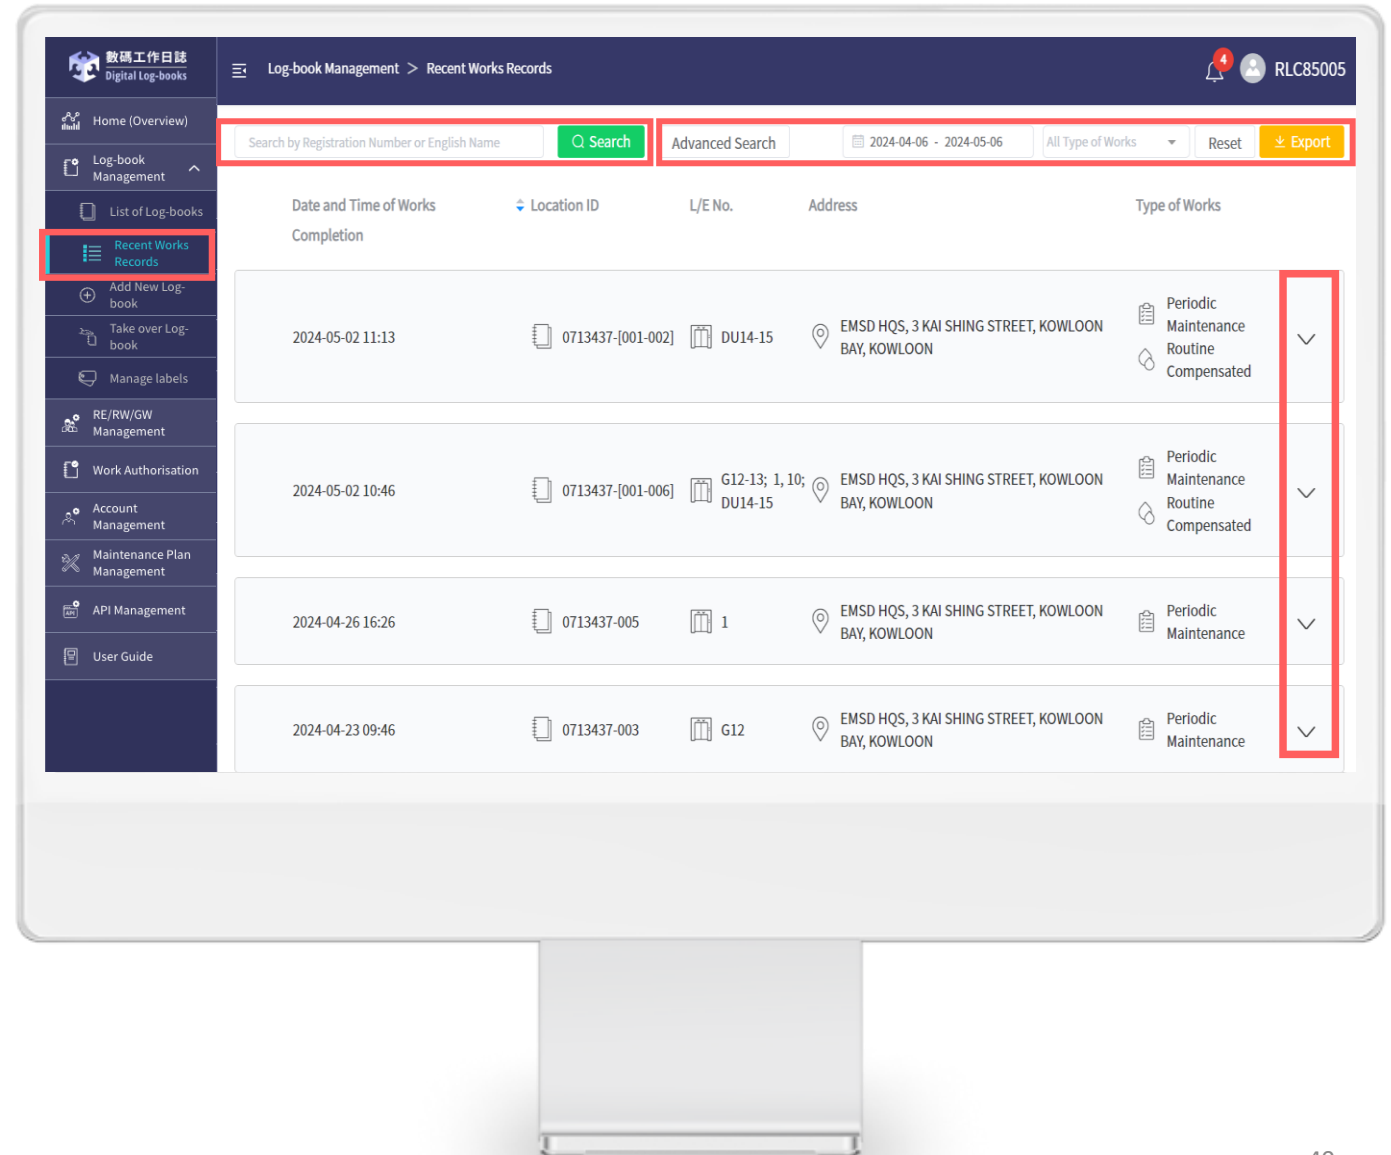 數碼工作日誌
Digital Log-books
Log-book Management > Recent Works Records
4
RLC85005
Home (Overview)
Log-book
Management
List of Log-books
Recent Works
Records
Add New Log-
book
Take over Log-
book
Manage labels
RE/RW/GW
Management
Work Authorisation
Account
Management
Maintenance Plan
Management
API
API Management
User Guide
Search by Registration Number or English Name
Search
Advanced Search
2024-04-06 - 2024-05-06
All Type of Works
Reset
Export
Date and Time of Works
Completion
Location ID
L/E No.
Address
Type of Works
2024-05-02 11:13
0713437-[001-002]
DU14-15
EMSD HQS, 3 KAI SHING STREET, KOWLOON
BAY, KOWLOON
Periodic
Maintenance
Routine
Compensated
2024-05-02 10:46
0713437-[001-006]
G12-13; 1, 10;
DU14-15
EMSD HQS, 3 KAI SHING STREET, KOWLOON
BAY, KOWLOON
Periodic
Maintenance
Routine
Compensated
2024-04-26 16:26
0713437-005
1
EMSD HQS, 3 KAI SHING STREET, KOWLOON
BAY, KOWLOON
Periodic
Maintenance
2024-04-23 09:46
0713437-003
G12
EMSD HQS, 3 KAI SHING STREET, KOWLOON
BAY, KOWLOON
Periodic
Maintenance